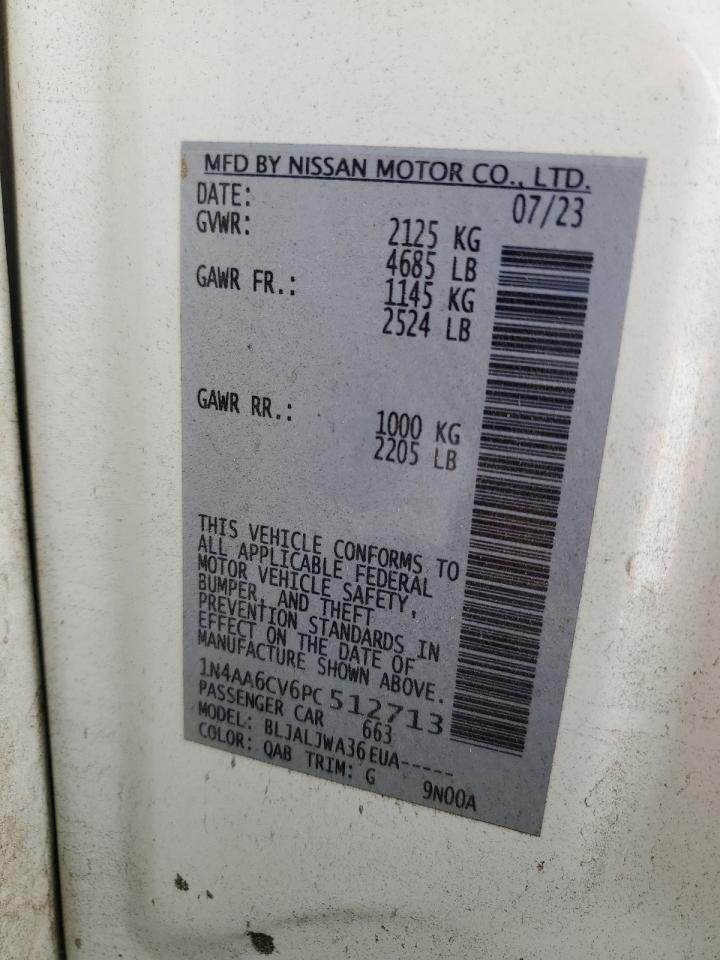 MFD BY NISSAN MOTOR CO., LTD.
DATE: 07/23
GVWR: 2125 KG
4685 LB
GAWR FR.: 1145 KG
2524 LB
GAWR RR.: 1000 KG
2205 LB
THIS VEHICLE CONFORMS TO
ALL APPLICABLE FEDERAL
MOTOR VEHICLE SAFETY,
BUMPER, AND THEFT
PREVENTION STANDARDS IN
EFFECT ON THE DATE OF
MANUFACTURE SHOWN ABOVE.
1N4AA6CV6PC512713
PASSENGER CAR 663
MODEL: BLJALJWA36EUA-----
COLOR: QAB TRIM: G 9N00A